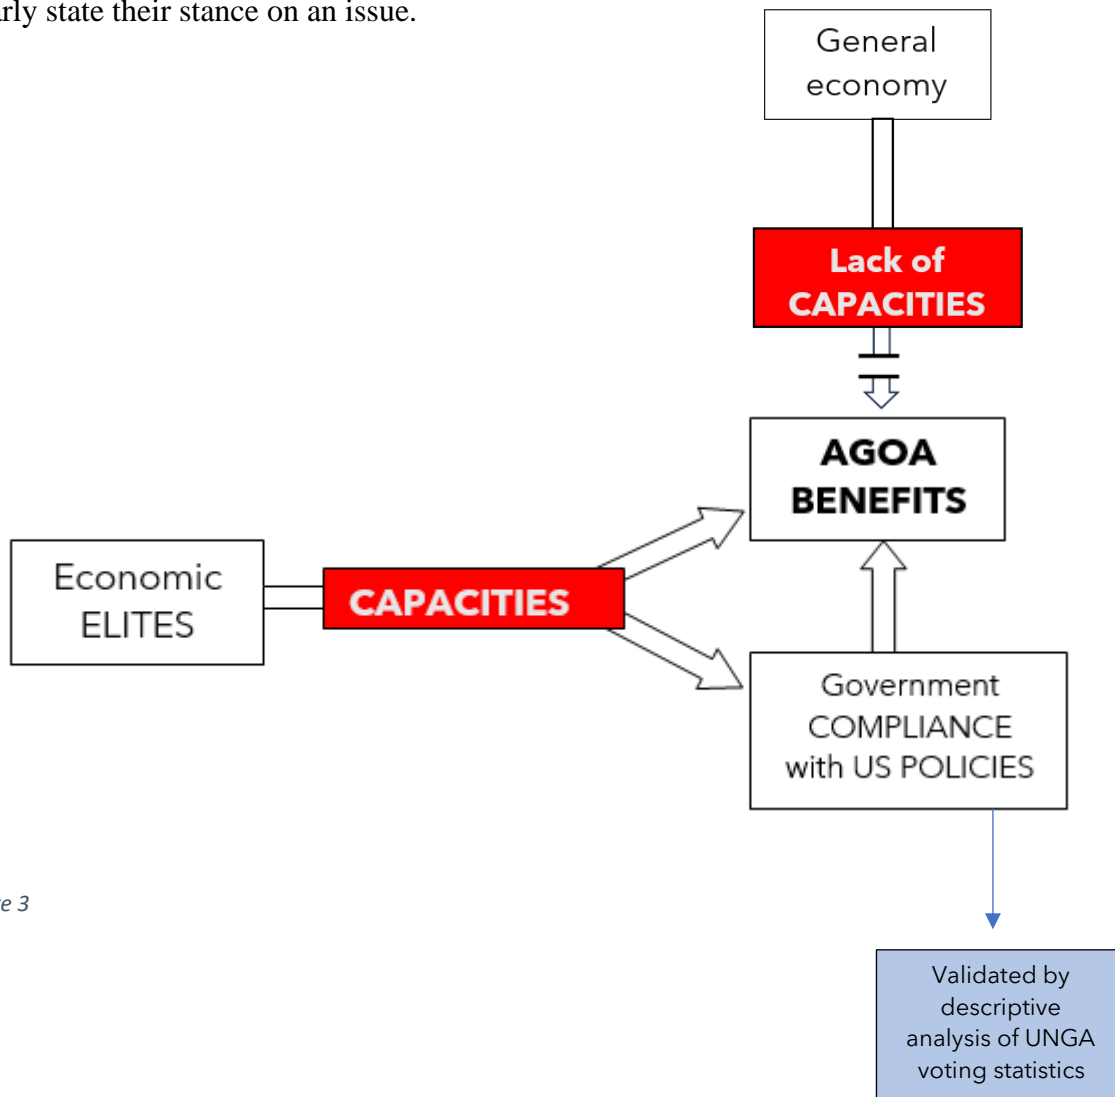 arly state their stance on an issue.
General
economy
Lack of
CAPACITIES
AGOA
BENEFITS
Economic
ELITES
CAPACITIES
Government
COMPLIANCE
with US POLICIES
e 3
Validated by
descriptive
analysis of UNGA
voting statistics